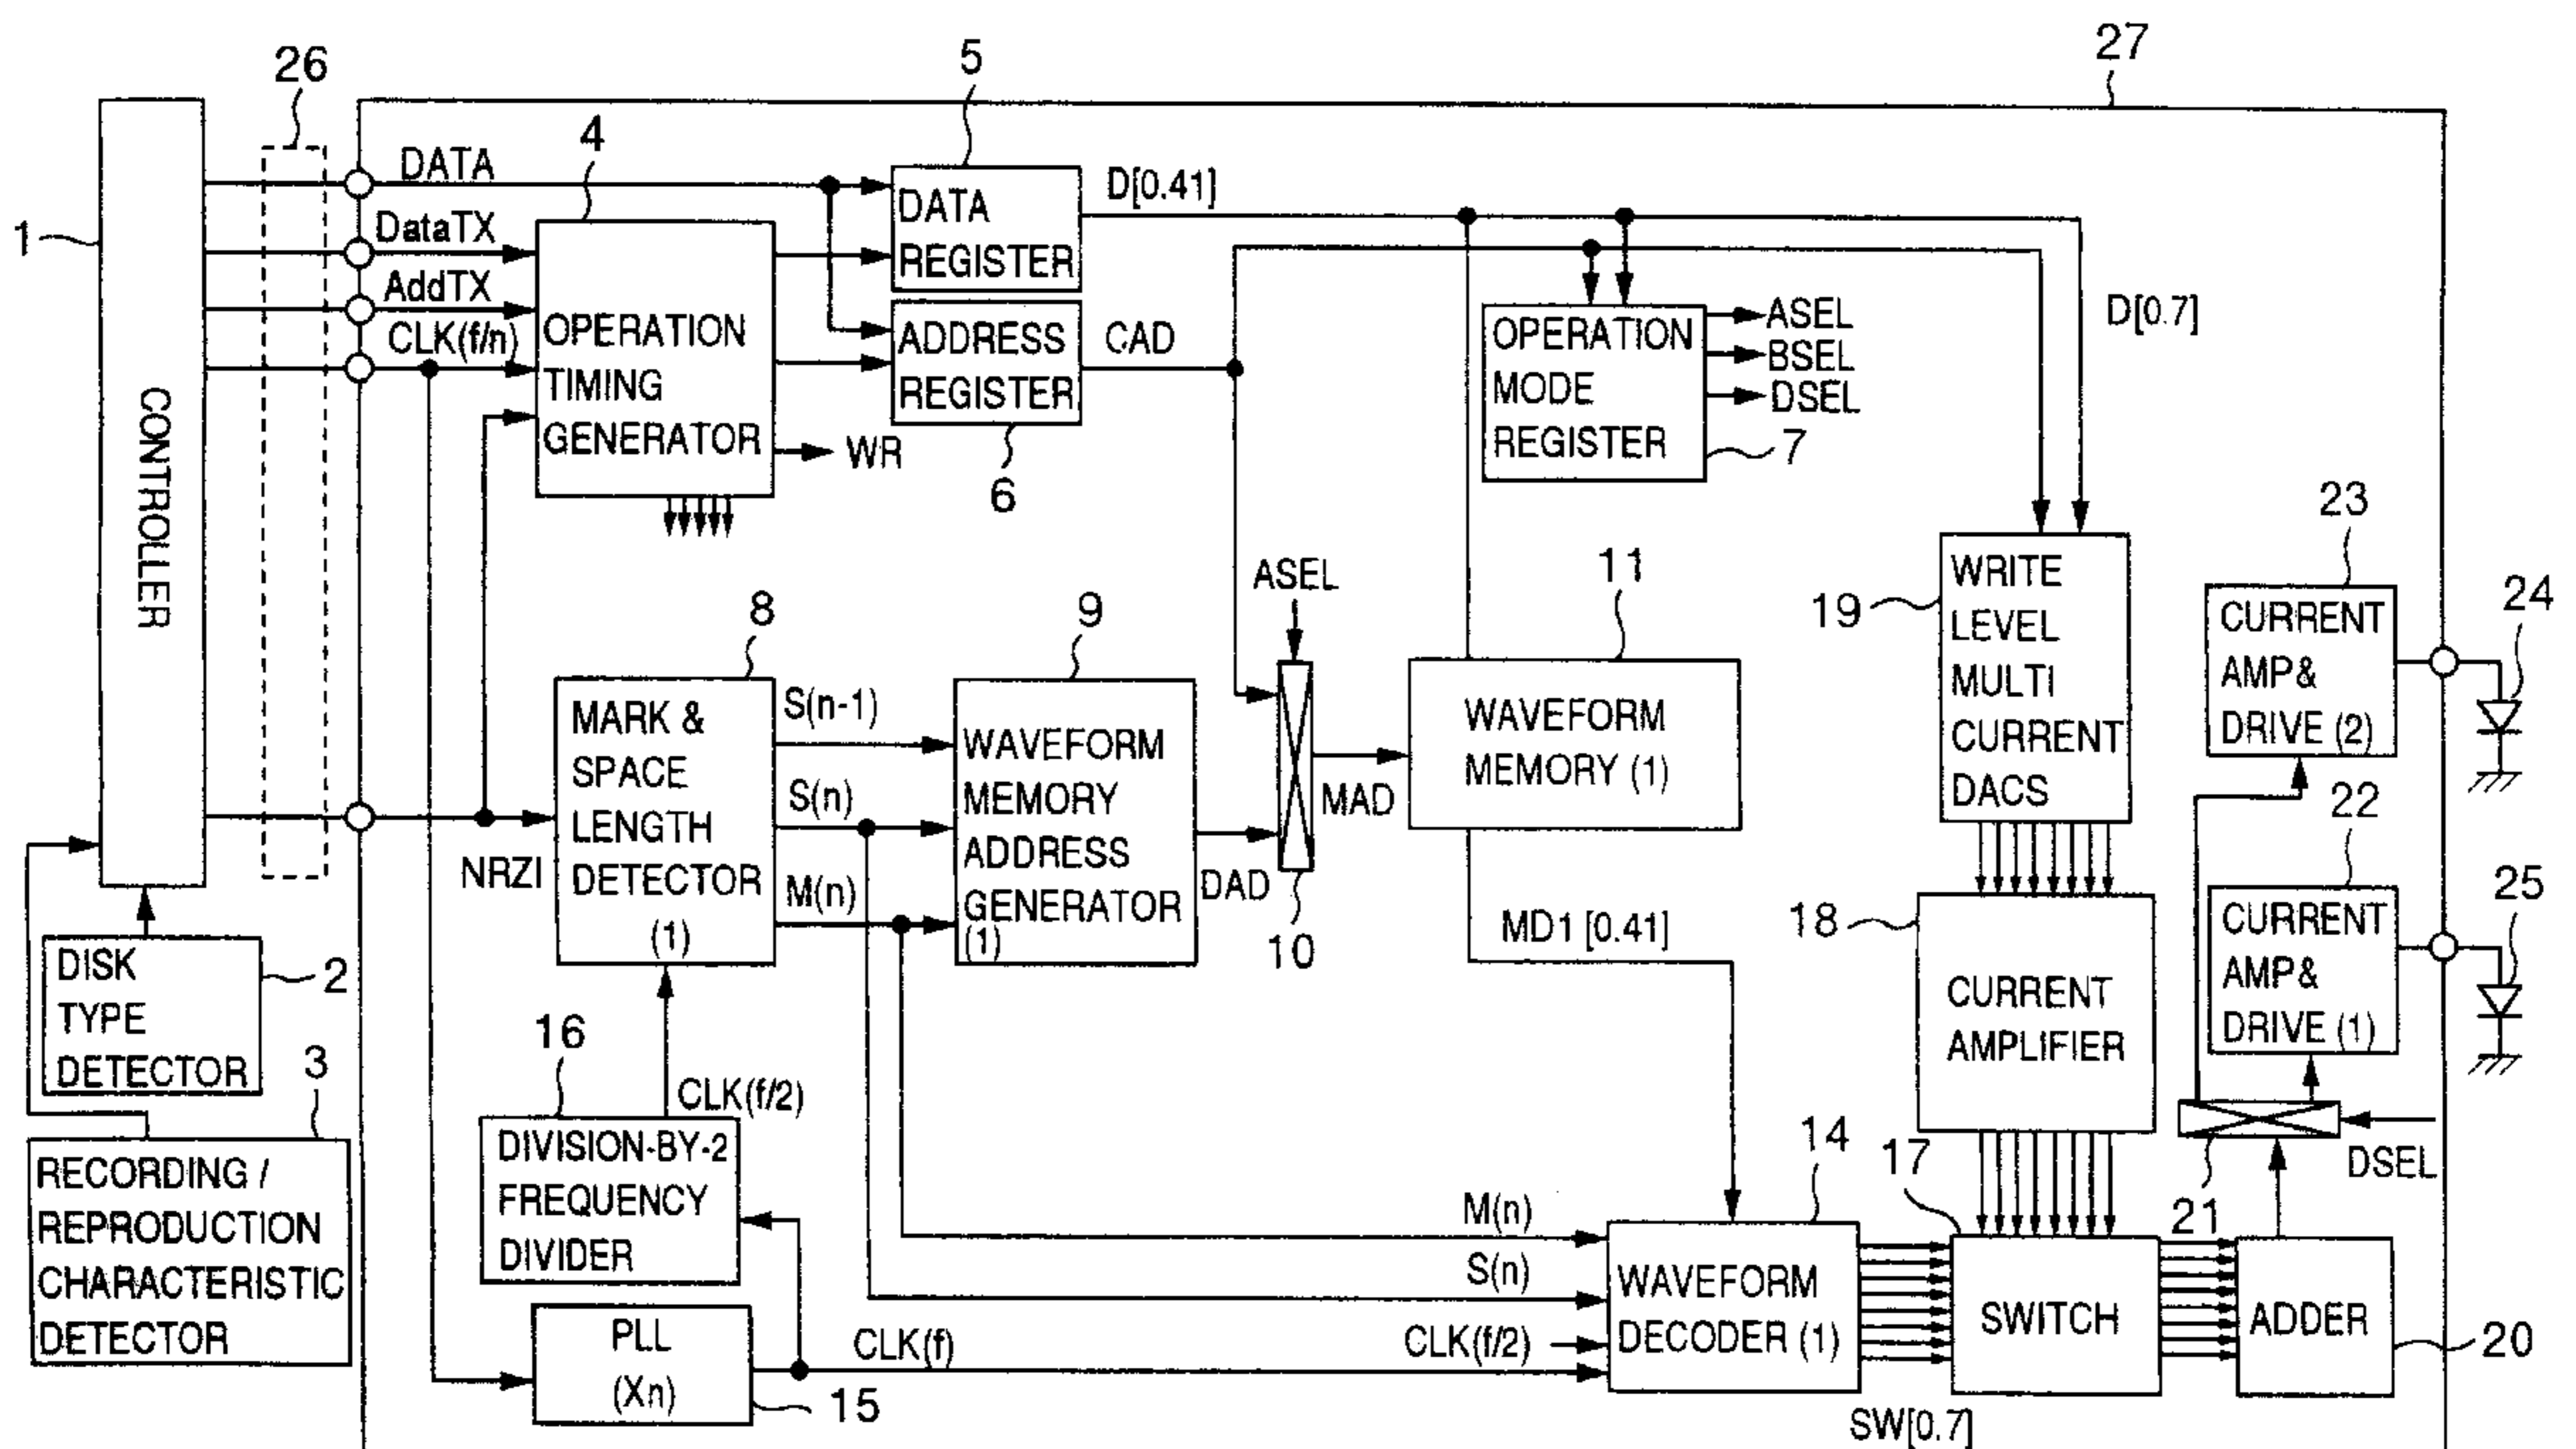 26
5
27
4
DATA
DataTX
AddTX
CLK(f/n)
1
CONTROLLER
OPERATION
TIMING
GENERATOR
WR
DATA
REGISTER
D[0.41]
ADDRESS
REGISTER
CAD
6
OPERATION
MODE
REGISTER
ASEL
BSEL
DSEL
7
D[0.7]
8
9
ASEL
11
19
WRITE
LEVEL
MULTI
CURRENT
DACS
23
24
CURRENT
AMP&
DRIVE (2)
MARK &
SPACE
LENGTH
DETECTOR
(1)
S(n-1)
S(n)
M(n)
NRZI
WAVEFORM
MEMORY
ADDRESS
GENERATOR
(1)
DAD
10
MAD
WAVEFORM
MEMORY (1)
MD1 [0.41]
22
25
CURRENT
AMP&
DRIVE (1)
18
CURRENT
AMPLIFIER
DISK
TYPE
DETECTOR
2
3
RECORDING /
REPRODUCTION
CHARACTERISTIC
DETECTOR
16
CLK(f/2)
DIVISION-BY-2
FREQUENCY
DIVIDER
PLL
(Xn)
15
CLK(f)
M(n)
S(n)
CLK(f/2)
14
WAVEFORM
DECODER (1)
17
SWITCH
SW[0.7]
21
DSEL
ADDER
20